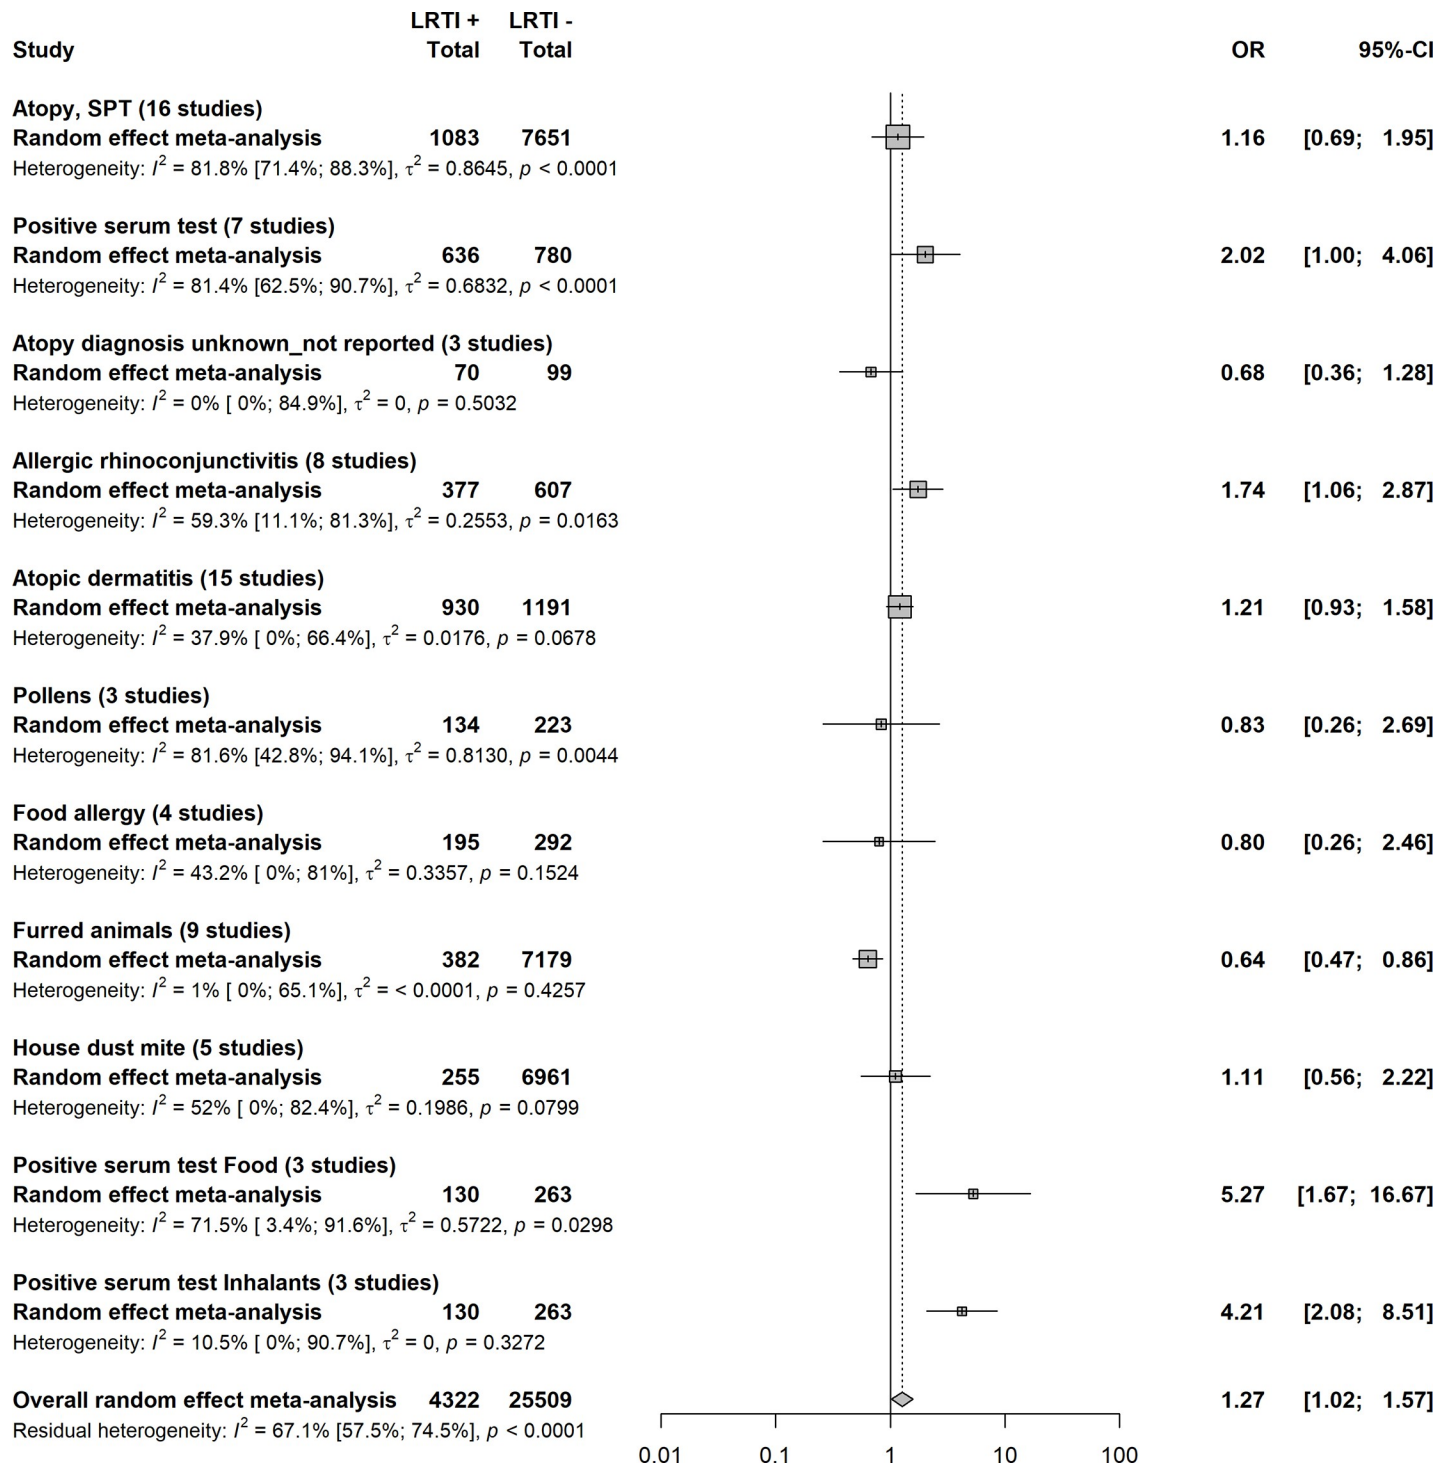 LRTI + LRTI -
Study Total Total OR 95%-CI
Atopy, SPT (16 studies)
Random effect meta-analysis 1083 7651 1.16 [0.69; 1.95]
Heterogeneity: I² = 81.8% [71.4%; 88.3%], τ² = 0.8645, p < 0.0001
Positive serum test (7 studies)
Random effect meta-analysis 636 780 2.02 [1.00; 4.06]
Heterogeneity: I² = 81.4% [62.5%; 90.7%], τ² = 0.6832, p < 0.0001
Atopy diagnosis unknown_not reported (3 studies)
Random effect meta-analysis 70 99 0.68 [0.36; 1.28]
Heterogeneity: I² = 0% [ 0%; 84.9%], τ² = 0, p = 0.5032
Allergic rhinoconjunctivitis (8 studies)
Random effect meta-analysis 377 607 1.74 [1.06; 2.87]
Heterogeneity: I² = 59.3% [11.1%; 81.3%], τ² = 0.2553, p = 0.0163
Atopic dermatitis (15 studies)
Random effect meta-analysis 930 1191 1.21 [0.93; 1.58]
Heterogeneity: I² = 37.9% [ 0%; 66.4%], τ² = 0.0176, p = 0.0678
Pollens (3 studies)
Random effect meta-analysis 134 223 0.83 [0.26; 2.69]
Heterogeneity: I² = 81.6% [42.8%; 94.1%], τ² = 0.8130, p = 0.0044
Food allergy (4 studies)
Random effect meta-analysis 195 292 0.80 [0.26; 2.46]
Heterogeneity: I² = 43.2% [ 0%; 81%], τ² = 0.3357, p = 0.1524
Furred animals (9 studies)
Random effect meta-analysis 382 7179 0.64 [0.47; 0.86]
Heterogeneity: I² = 1% [ 0%; 65.1%], τ² = < 0.0001, p = 0.4257
House dust mite (5 studies)
Random effect meta-analysis 255 6961 1.11 [0.56; 2.22]
Heterogeneity: I² = 52% [ 0%; 82.4%], τ² = 0.1986, p = 0.0799
Positive serum test Food (3 studies)
Random effect meta-analysis 130 263 5.27 [1.67; 16.67]
Heterogeneity: I² = 71.5% [ 3.4%; 91.6%], τ² = 0.5722, p = 0.0298
Positive serum test Inhalants (3 studies)
Random effect meta-analysis 130 263 4.21 [2.08; 8.51]
Heterogeneity: I² = 10.5% [ 0%; 90.7%], τ² = 0, p = 0.3272
Overall random effect meta-analysis 4322 25509 1.27 [1.02; 1.57]
Residual heterogeneity: I² = 67.1% [57.5%; 74.5%], p < 0.0001
0.01 0.1 1 10 100